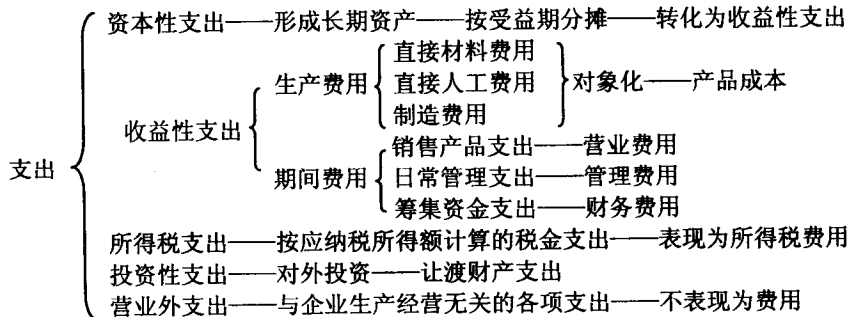 资本性支出——形成长期资产——按受益期分摊——转化为收益性支出
直接材料费用
生产费用 直接人工费用 对象化——产品成本
制造费用
收益性支出
销售产品支出——营业费用
支出
期间费用 日常管理支出——管理费用
筹集资金支出——财务费用
所得税支出——按应纳税所得额计算的税金支出——表现为所得税费用
投资性支出——对外投资——让渡财产支出
营业外支出——与企业生产经营无关的各项支出——不表现为费用